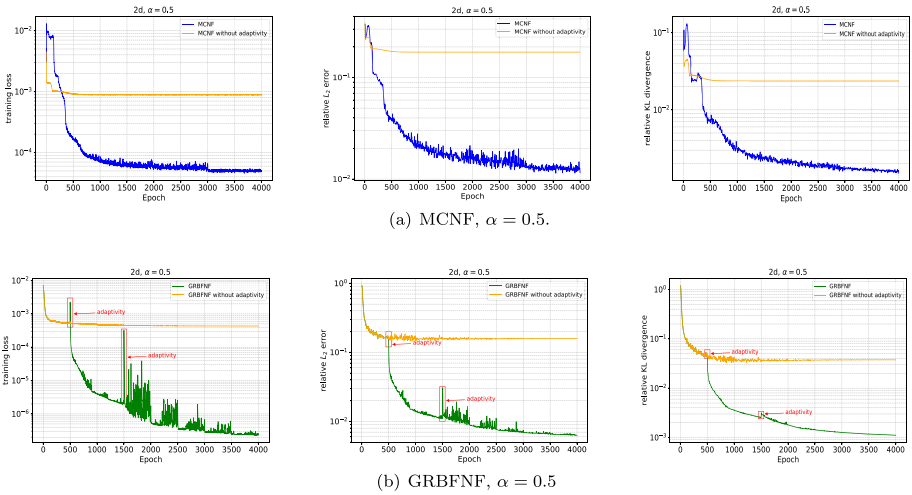 2d, α = 0.5
MCNF
MCNF without adaptivity
training loss
10⁻²
10⁻³
10⁻⁴
0 500 1000 1500 2000 2500 3000 3500 4000
Epoch
2d, α = 0.5
MCNF
MCNF without adaptivity
relative L₂ error
10⁻¹
10⁻²
0 500 1000 1500 2000 2500 3000 3500 4000
Epoch
2d, α = 0.5
MCNF
MCNF without adaptivity
relative KL divergence
10⁻¹
10⁻²
0 500 1000 1500 2000 2500 3000 3500 4000
Epoch
(a) MCNF, α = 0.5.
2d, α = 0.5
GRBFNF
GRBFNF without adaptivity
adaptivity
adaptivity
training loss
10⁻²
10⁻³
10⁻⁴
10⁻⁵
10⁻⁶
0 500 1000 1500 2000 2500 3000 3500 4000
Epoch
2d, α = 0.5
GRBFNF
GRBFNF without adaptivity
adaptivity
adaptivity
relative L₂ error
10⁰
10⁻¹
10⁻²
0 500 1000 1500 2000 2500 3000 3500 4000
Epoch
2d, α = 0.5
GRBFNF
GRBFNF without adaptivity
adaptivity
adaptivity
relative KL divergence
10⁰
10⁻¹
10⁻²
10⁻³
0 500 1000 1500 2000 2500 3000 3500 4000
Epoch
(b) GRBFNF, α = 0.5